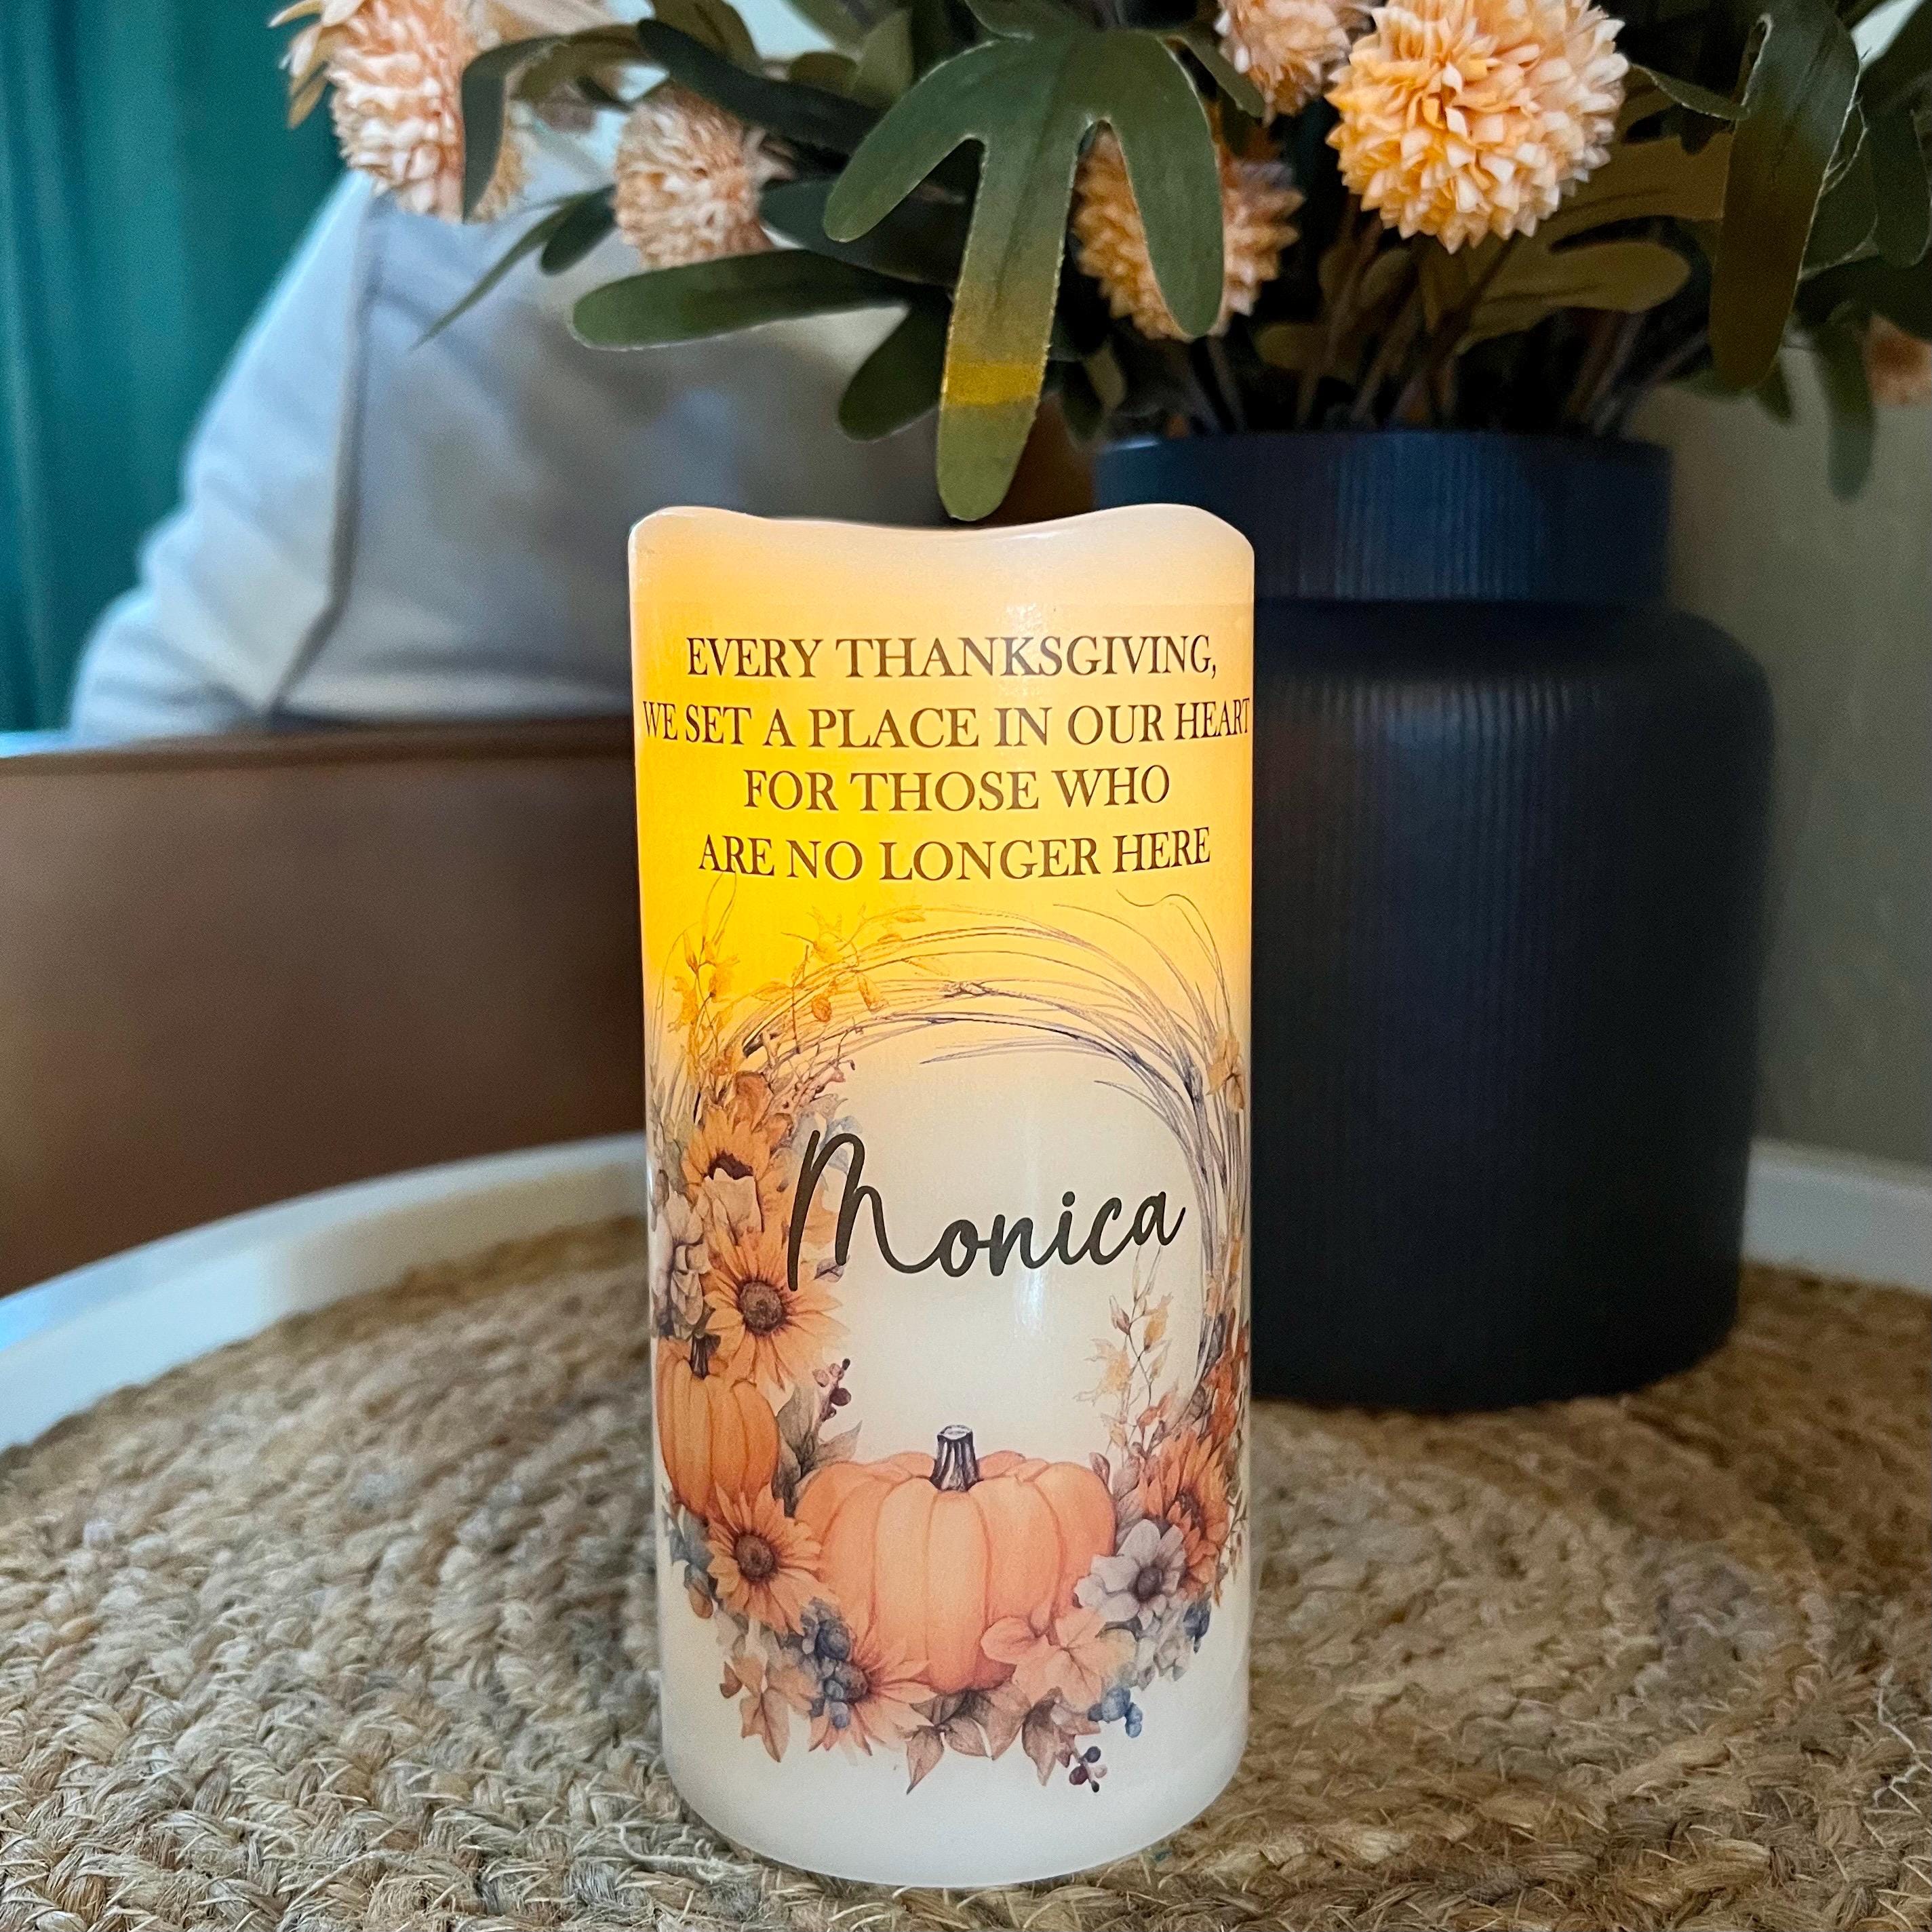 EVERY THANKSGIVING,
WE SET A PLACE IN OUR HEART
FOR THOSE WHO
ARE NO LONGER HERE
Monica